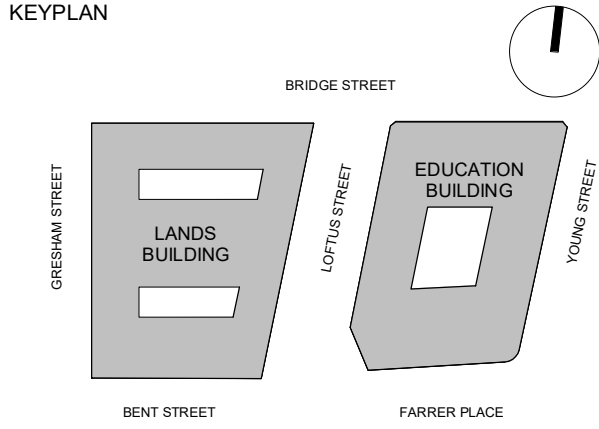 KEYPLAN
BRIDGE STREET
GRESHAM STREET
LANDS
BUILDING
LOFTUS STREET
EDUCATION
BUILDING
YOUNG STREET
BENT STREET
FARRER PLACE